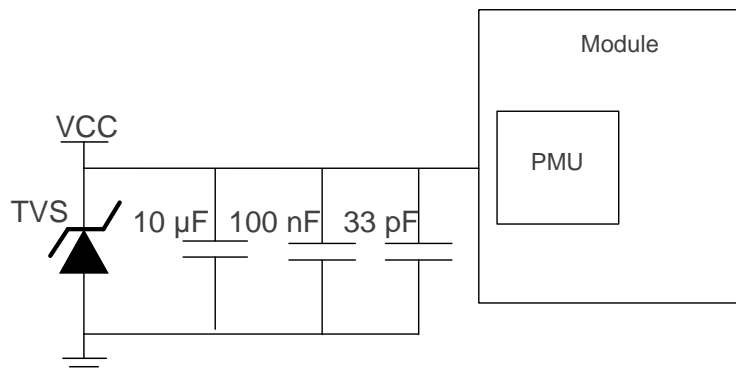 Module
VCC
PMU
TVS
10 µF
100 nF
33 pF